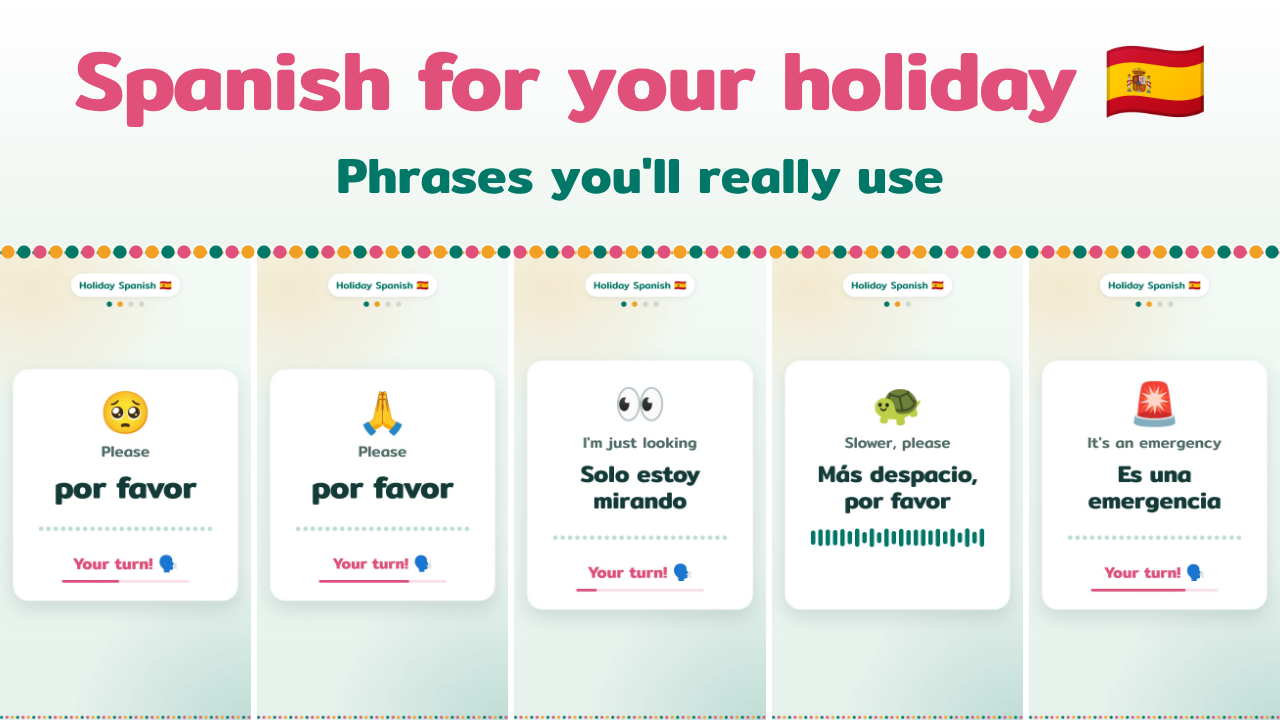 Spanish for your holiday
Phrases you'll really use
Holiday Spanish
Please
por favor
Your turn!
Holiday Spanish
Please
por favor
Your turn!
Holiday Spanish
I'm just looking
Solo estoy
mirando
Your turn!
Holiday Spanish
Slower, please
Más despacio,
por favor
Holiday Spanish
It's an emergency
Es una
emergencia
Your turn!